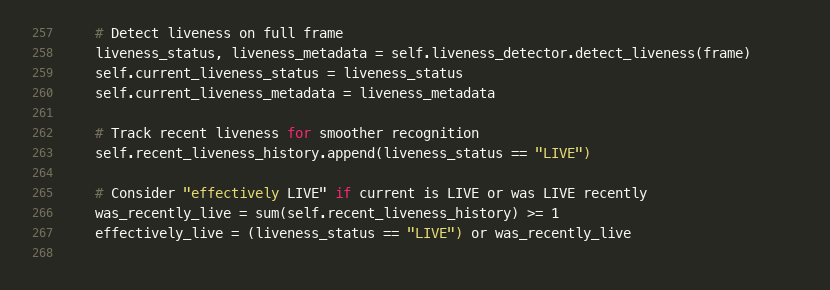 257 # Detect liveness on full frame
258 liveness_status, liveness_metadata = self.liveness_detector.detect_liveness(frame)
259 self.current_liveness_status = liveness_status
260 self.current_liveness_metadata = liveness_metadata
261
262 # Track recent liveness for smoother recognition
263 self.recent_liveness_history.append(liveness_status == "LIVE")
264
265 # Consider "effectively LIVE" if current is LIVE or was LIVE recently
266 was_recently_live = sum(self.recent_liveness_history) >= 1
267 effectively_live = (liveness_status == "LIVE") or was_recently_live
268